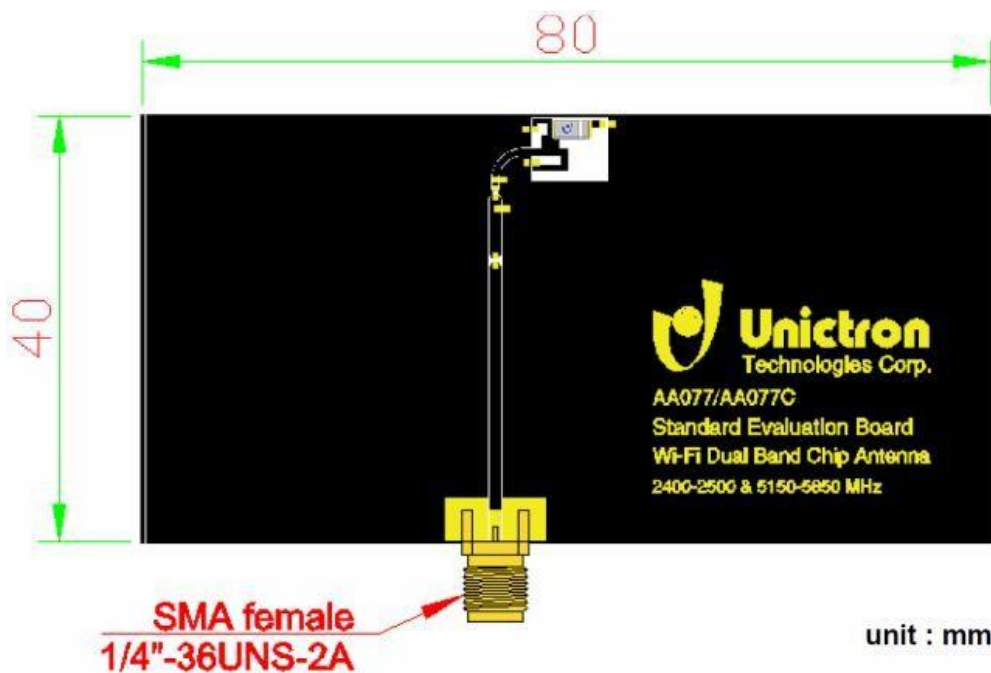 80
40
Unictron
Technologies Corp.
AA077/AA077C
Standard Evaluation Board
Wi-Fi Dual Band Chip Antenna
2400-2500 & 5150-5850 MHz
SMA female
1/4"-36UNS-2A
unit : mm